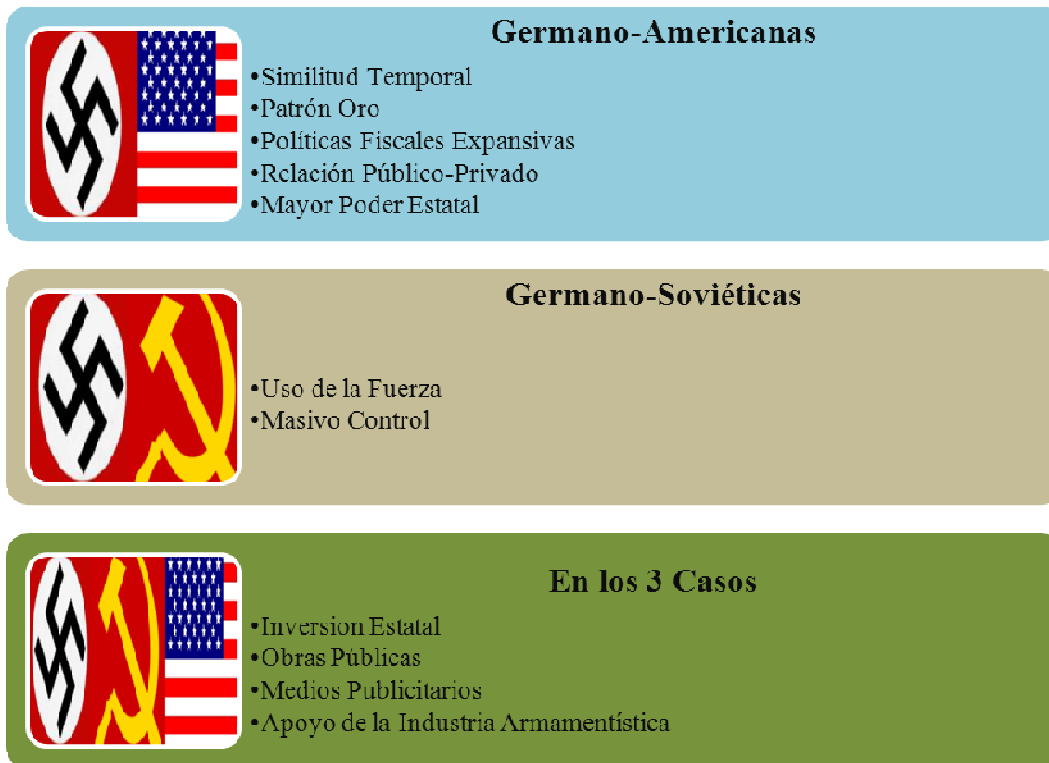 Germano-Americanas
•Similitud Temporal
•Patrón Oro
•Políticas Fiscales Expansivas
•Relación Público-Privado
•Mayor Poder Estatal
Germano-Soviéticas
•Uso de la Fuerza
•Masivo Control
En los 3 Casos
•Inversion Estatal
•Obras Públicas
•Medios Publicitarios
•Apoyo de la Industria Armamentística